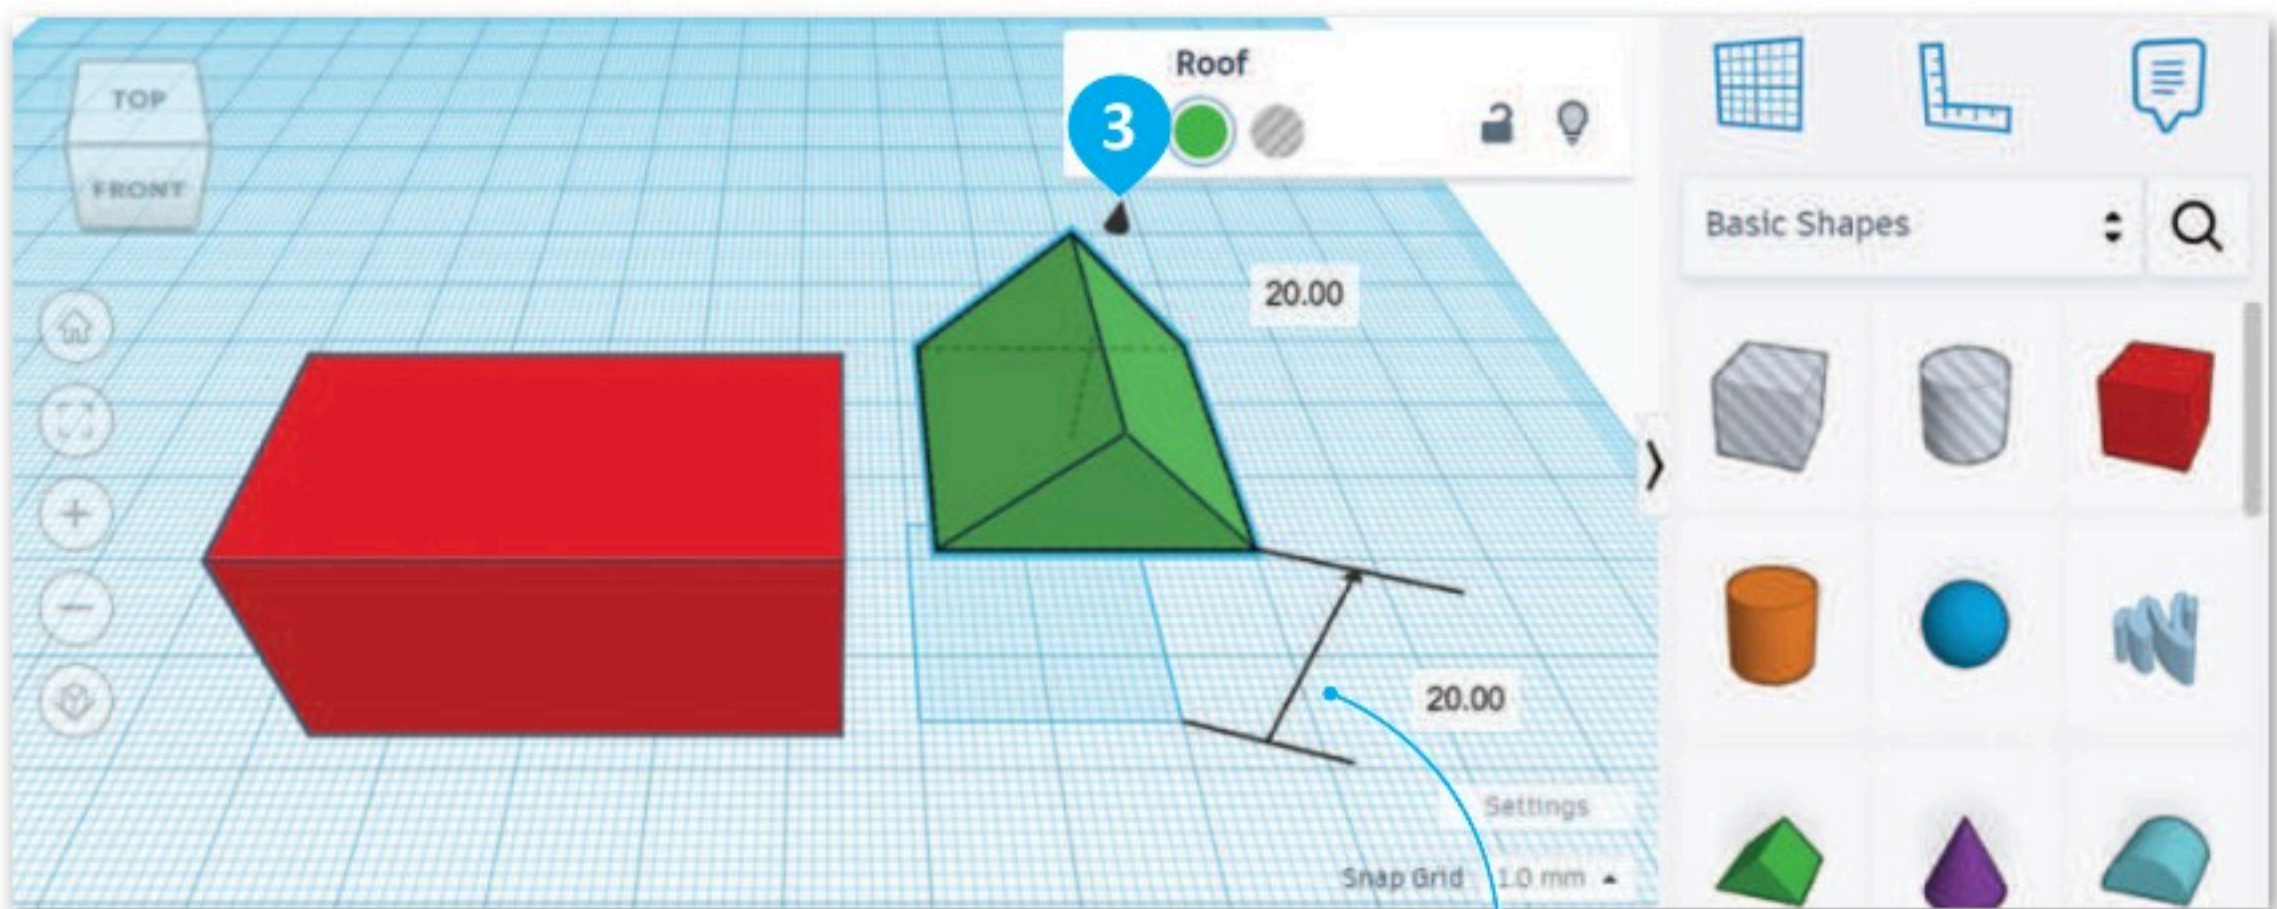 TOP
FRONT
Roof
3
20.00
20.00
Settings
Snap Grid 1.0 mm
Basic Shapes